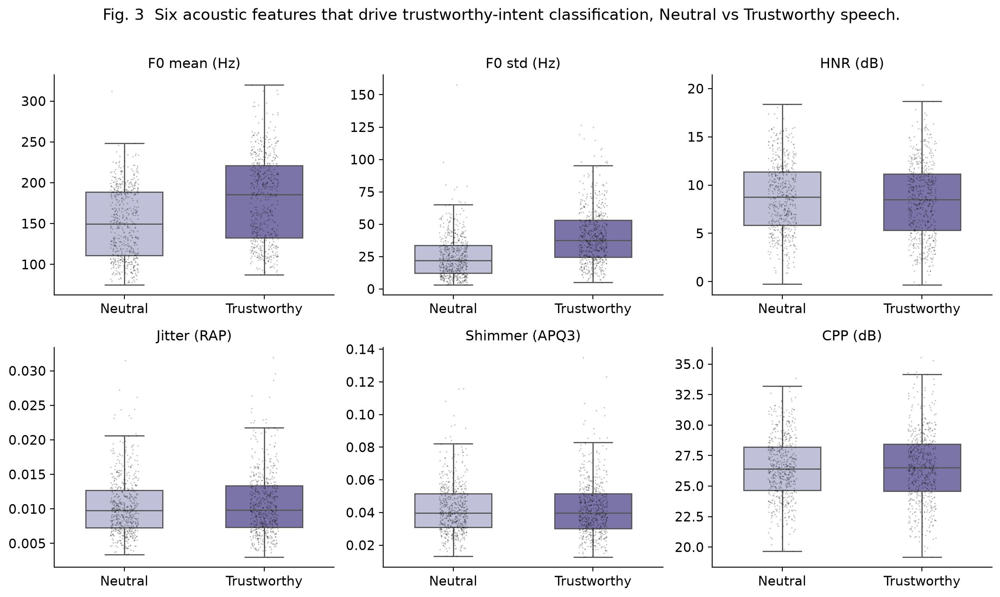 Fig. 3  Six acoustic features that drive trustworthy-intent classification, Neutral vs Trustworthy speech.
F0 mean (Hz)
300
250
200
150
100
Neutral
Trustworthy
F0 std (Hz)
150
125
100
75
50
25
0
Neutral
Trustworthy
HNR (dB)
20
15
10
5
0
Neutral
Trustworthy
Jitter (RAP)
0.030
0.025
0.020
0.015
0.010
0.005
Neutral
Trustworthy
Shimmer (APQ3)
0.14
0.12
0.10
0.08
0.06
0.04
0.02
Neutral
Trustworthy
CPP (dB)
35.0
32.5
30.0
27.5
25.0
22.5
20.0
Neutral
Trustworthy